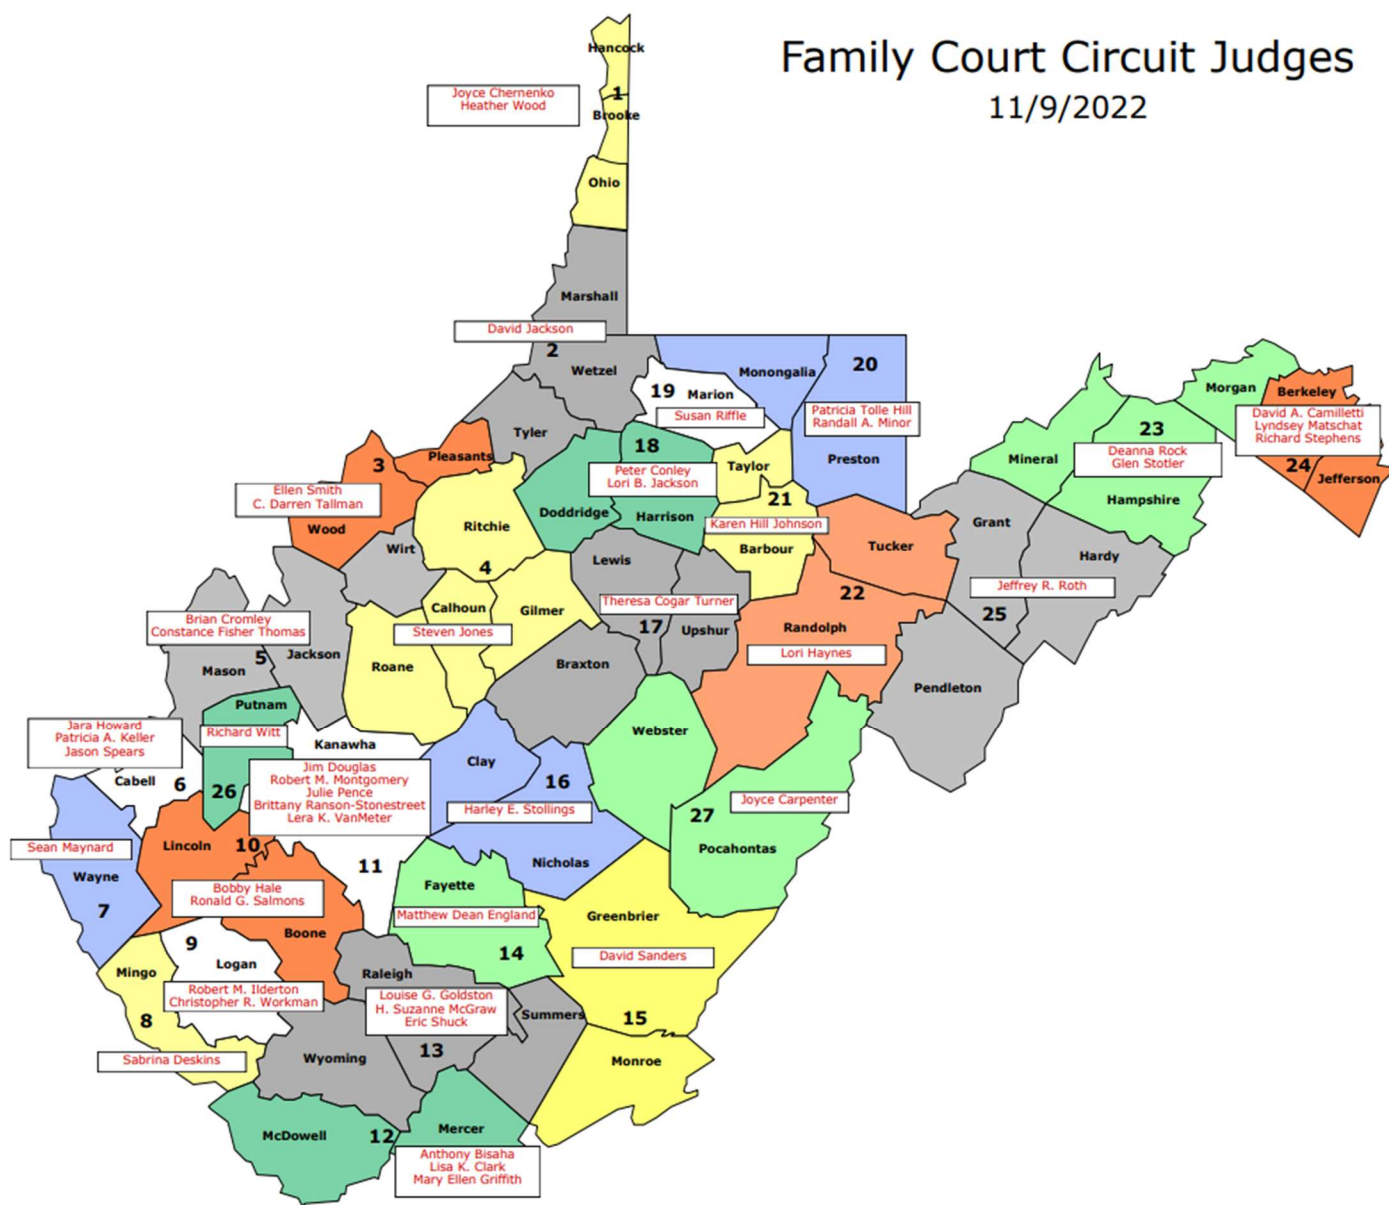 Family Court Circuit Judges
11/9/2022
Hancock
1
Brooke
Joyce Chernenko
Heather Wood
Ohio
Marshall
David Jackson
2
Wetzel
Tyler
19
Marion
Susan Riffle
Monongalia
20
Patricia Tolle Hill
Randall A. Minor
Preston
Morgan
Berkeley
David A. Camilletti
Lyndsey Matschat
Richard Stephens
24
Jefferson
23
Deanna Rock
Glen Stotler
Mineral
Hampshire
3
Pleasants
Ellen Smith
C. Darren Tallman
Wood
18
Peter Conley
Lori B. Jackson
Doddridge
Harrison
Taylor
21
Karen Hill Johnson
Barbour
Ritchie
Wirt
4
Calhoun
Gilmer
Steven Jones
Roane
Lewis
Theresa Cogar Turner
17
Upshur
Braxton
Tucker
22
Randolph
Lori Haynes
Grant
Hardy
Jeffrey R. Roth
25
Pendleton
Brian Cromley
Constance Fisher Thomas
5
Jackson
Mason
Putnam
Richard Witt
26
Jara Howard
Patricia A. Keller
Jason Spears
Cabell
6
Kanawha
Jim Douglas
Robert M. Montgomery
Julie Pence
Brittany Ranson-Stonestreet
Lera K. VanMeter
11
Clay
16
Harley E. Stollings
Nicholas
Webster
Joyce Carpenter
27
Pocahontas
Sean Maynard
Wayne
7
Lincoln
10
Bobby Hale
Ronald G. Salmons
Boone
Fayette
Matthew Dean England
14
Greenbrier
David Sanders
15
Monroe
9
Logan
Robert M. Ilderton
Christopher R. Workman
Mingo
8
Sabrina Deskins
Raleigh
Louise G. Goldston
H. Suzanne McGraw
Eric Shuck
13
Summers
Wyoming
McDowell
12
Mercer
Anthony Bisaha
Lisa K. Clark
Mary Ellen Griffith